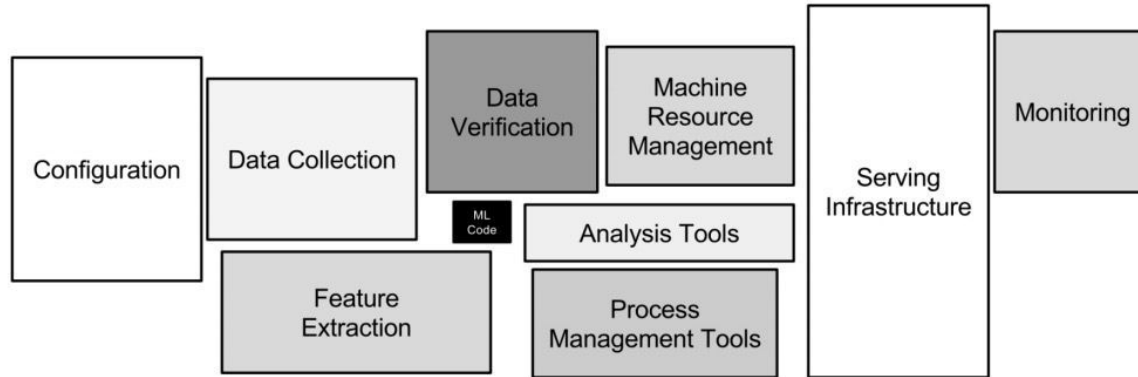 Configuration
Data Collection
Feature
Extraction
Data
Verification
ML
Code
Machine
Resource
Management
Analysis Tools
Process
Management Tools
Serving
Infrastructure
Monitoring